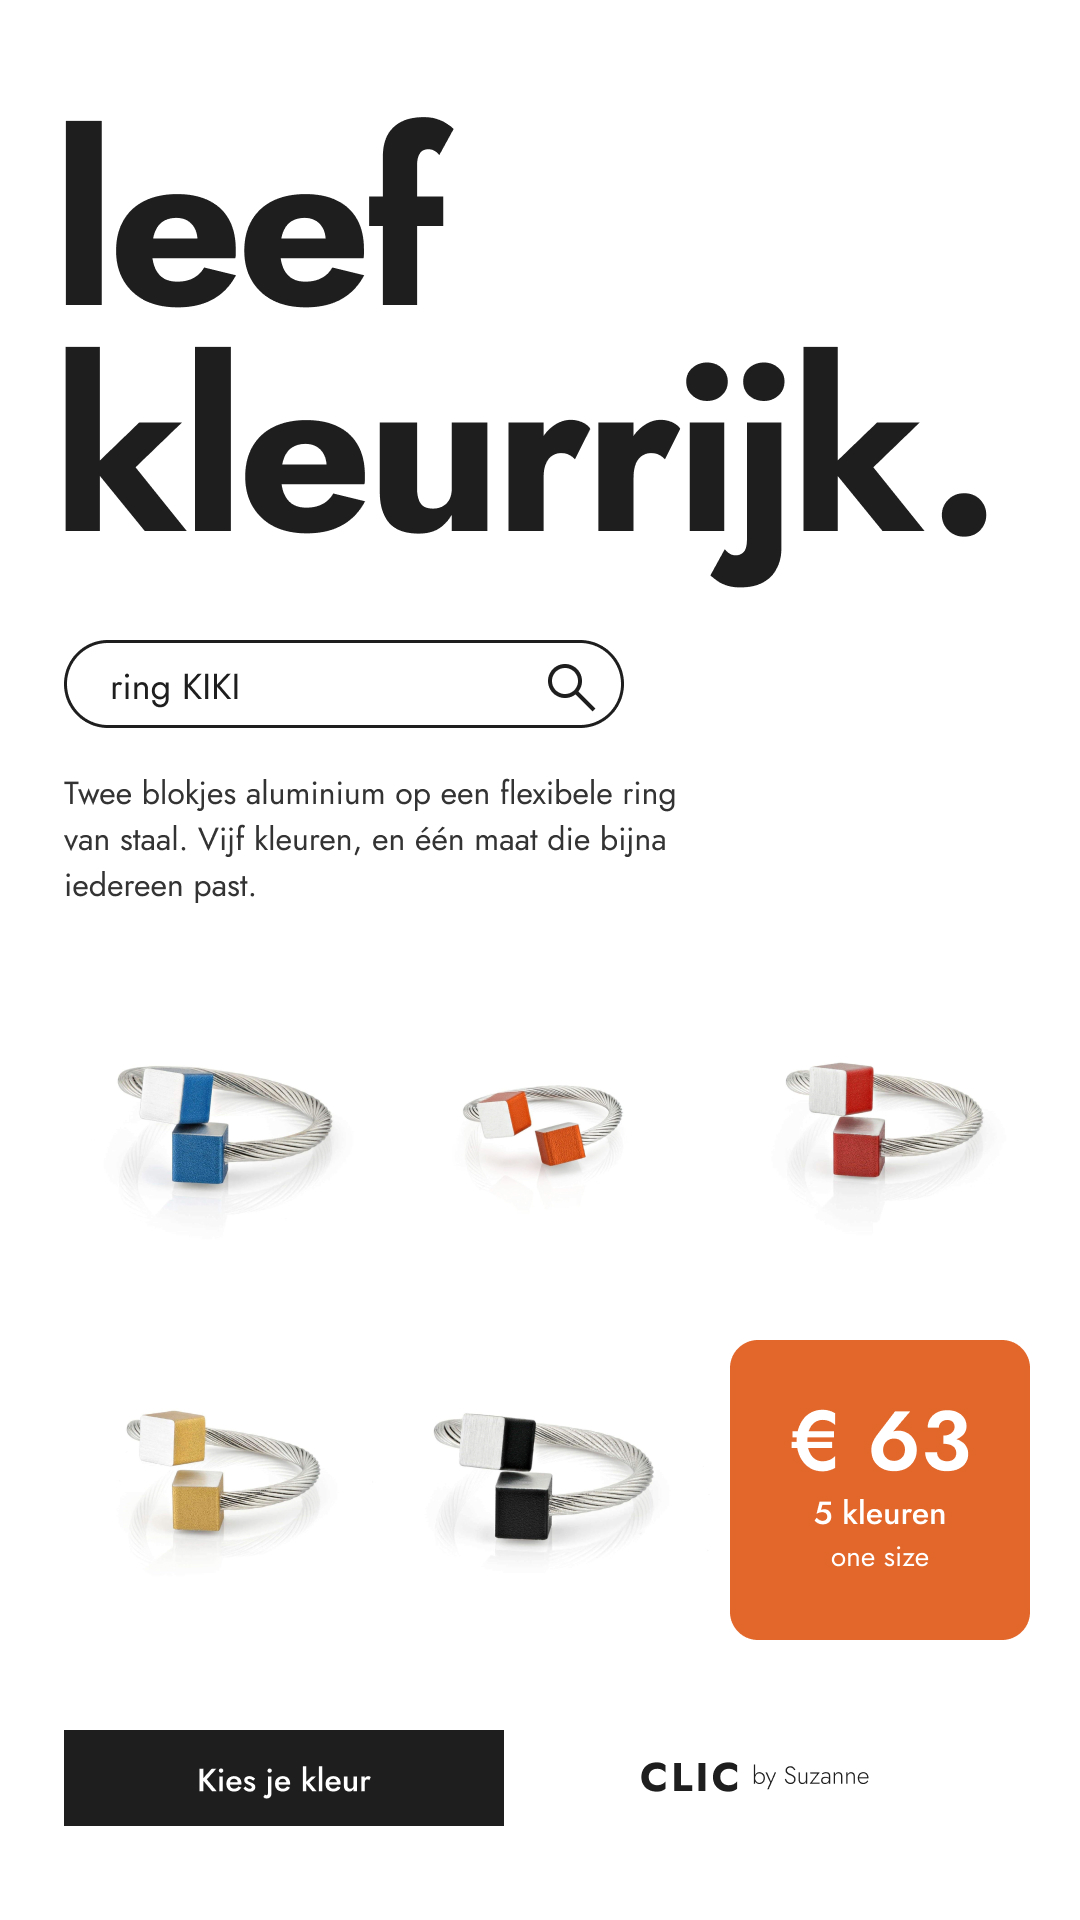 leef
kleurrijk.
ring KIKI
Twee blokjes aluminium op een flexibele ring
van staal. Vijf kleuren, en één maat die bijna
iedereen past.
€ 63
5 kleuren
one size
Kies je kleur
CLIC by Suzanne